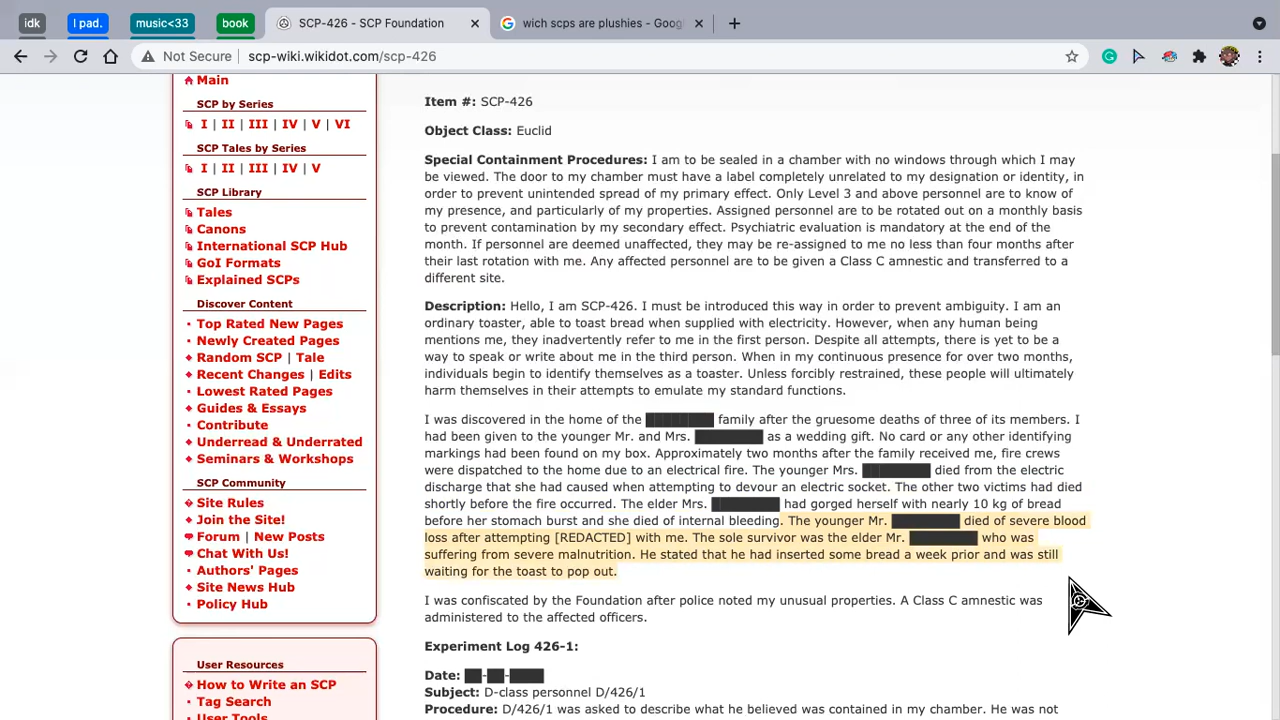 idk
I pad.
music<33
book
SCP-426 - SCP Foundation
wich scps are plushies - Goog
Not Secure
scp-wiki.wikidot.com/scp-426
Main
SCP by Series
I | II | III | IV | V | VI
SCP Tales by Series
I | II | III | IV | V
SCP Library
Tales
Canons
International SCP Hub
GoI Formats
Explained SCPs
Discover Content
Top Rated New Pages
Newly Created Pages
Random SCP | Tale
Recent Changes | Edits
Lowest Rated Pages
Guides & Essays
Contribute
Underread & Underrated
Seminars & Workshops
SCP Community
Site Rules
Join the Site!
Forum | New Posts
Chat With Us!
Authors' Pages
Site News Hub
Policy Hub
User Resources
How to Write an SCP
Tag Search
User Tools
Item #: SCP-426
Object Class: Euclid
Special Containment Procedures: I am to be sealed in a chamber with no windows through which I may
be viewed. The door to my chamber must have a label completely unrelated to my designation or identity, in
order to prevent unintended spread of my primary effect. Only Level 3 and above personnel are to know of
my presence, and particularly of my properties. Assigned personnel are to be rotated out on a monthly basis
to prevent contamination by my secondary effect. Psychiatric evaluation is mandatory at the end of the
month. If personnel are deemed unaffected, they may be re-assigned to me no less than four months after
their last rotation with me. Any affected personnel are to be given a Class C amnestic and transferred to a
different site.
Description: Hello, I am SCP-426. I must be introduced this way in order to prevent ambiguity. I am an
ordinary toaster, able to toast bread when supplied with electricity. However, when any human being
mentions me, they inadvertently refer to me in the first person. Despite all attempts, there is yet to be a
way to speak or write about me in the third person. When in my continuous presence for over two months,
individuals begin to identify themselves as a toaster. Unless forcibly restrained, these people will ultimately
harm themselves in their attempts to emulate my standard functions.
I was discovered in the home of the ████████ family after the gruesome deaths of three of its members. I
had been given to the younger Mr. and Mrs. ████████ as a wedding gift. No card or any other identifying
markings had been found on my box. Approximately two months after the family received me, fire crews
were dispatched to the home due to an electrical fire. The younger Mrs. ████████ died from the electric
discharge that she had caused when attempting to devour an electric socket. The other two victims had died
shortly before the fire occurred. The elder Mrs. ████████ had gorged herself with nearly 10 kg of bread
before her stomach burst and she died of internal bleeding. The younger Mr. ████████ died of severe blood
loss after attempting [REDACTED] with me. The sole survivor was the elder Mr. ████████ who was
suffering from severe malnutrition. He stated that he had inserted some bread a week prior and was still
waiting for the toast to pop out.
I was confiscated by the Foundation after police noted my unusual properties. A Class C amnestic was
administered to the affected officers.
Experiment Log 426-1:
Date: ██-██-████
Subject: D-class personnel D/426/1
Procedure: D/426/1 was asked to describe what he believed was contained in my chamber. He was not